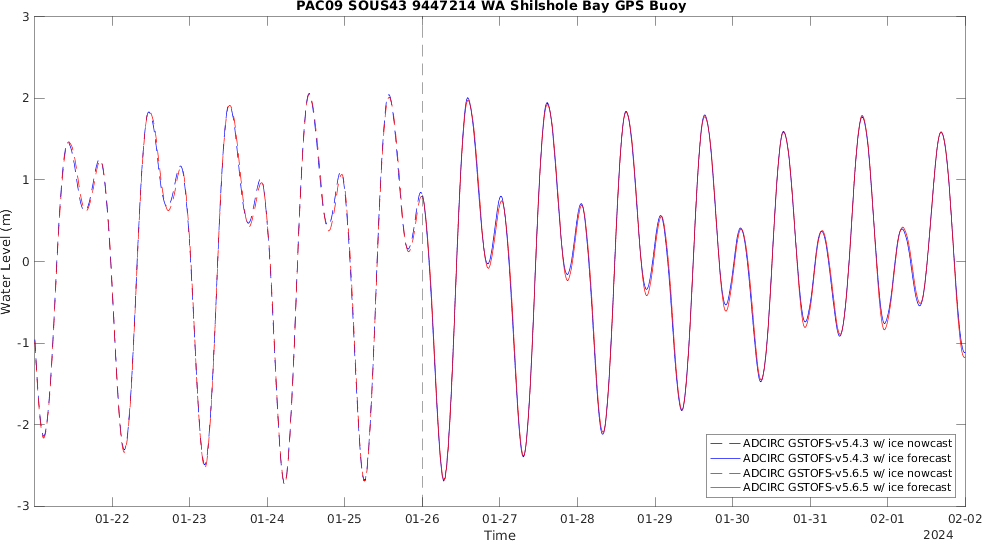 PAC09 SOUS43 9447214 WA Shilshole Bay GPS Buoy
3
2
1
0
-1
-2
-3
Water Level (m)
01-22 01-23 01-24 01-25 01-26 01-27 01-28 01-29 01-30 01-31 02-01 02-02
Time
2024
ADCIRC GSTOFS-v5.4.3 w/ ice nowcast
ADCIRC GSTOFS-v5.4.3 w/ ice forecast
ADCIRC GSTOFS-v5.6.5 w/ ice nowcast
ADCIRC GSTOFS-v5.6.5 w/ ice forecast